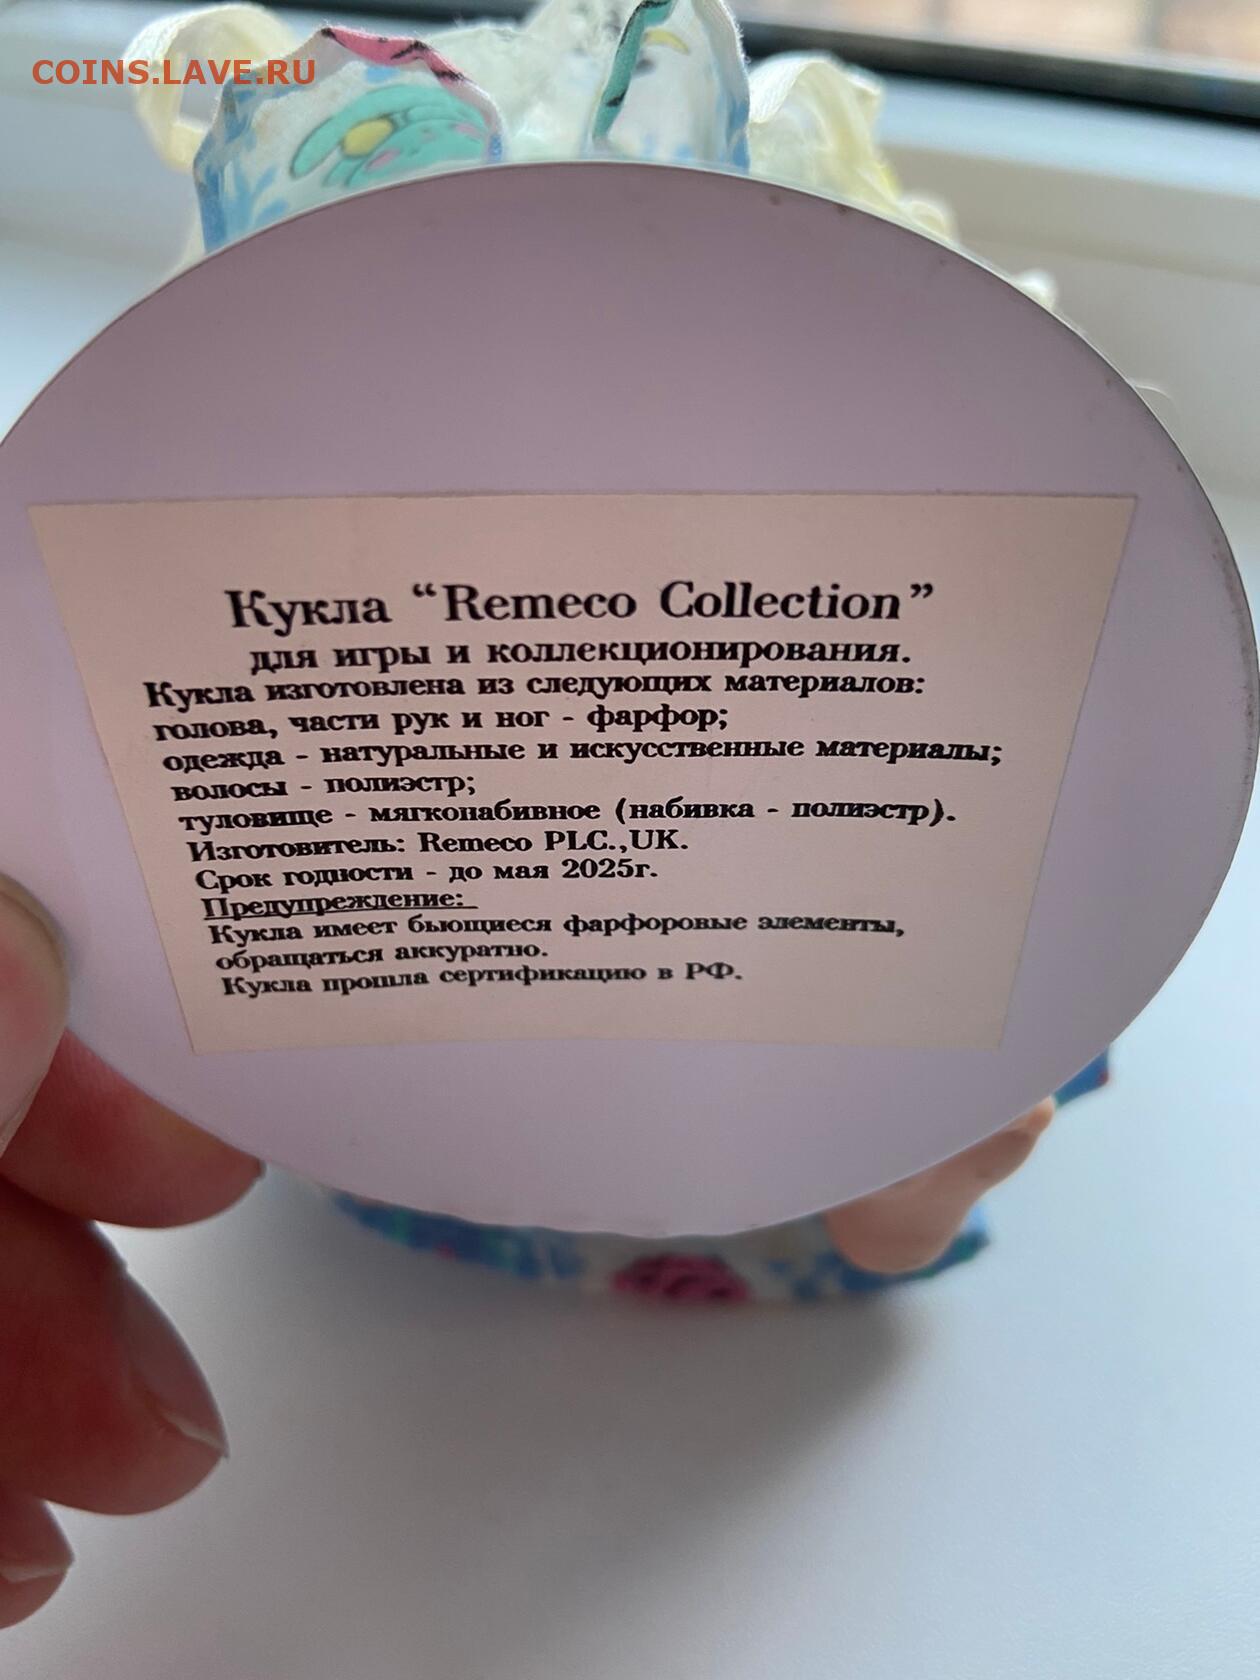 COINS.LAVE.RU
Кукла “Remeco Collection”
для игры и коллекционирования.
Кукла изготовлена из следующих материалов:
голова, части рук и ног - фарфор;
одежда - натуральные и искусственные материалы;
волосы - полиэстр;
туловище - мягконабивное (набивка - полиэстр).
Изготовитель: Remeco PLC.,UK.
Срок годности - до мая 2025г.
Предупреждение:
Кукла имеет бьющиеся фарфоровые элементы,
обращаться аккуратно.
Кукла прошла сертификацию в РФ.